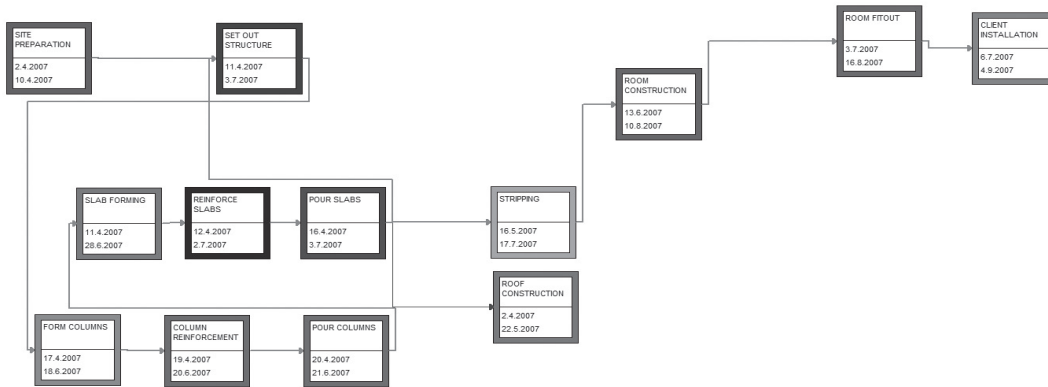 SITE
PREPARATION
2.4.2007
10.4.2007
SET OUT
STRUCTURE
11.4.2007
3.7.2007
ROOM FITOUT
3.7.2007
16.8.2007
CLIENT
INSTALLATION
6.7.2007
4.9.2007
ROOM
CONSTRUCTION
13.6.2007
10.8.2007
SLAB FORMING
11.4.2007
28.6.2007
REINFORCE
SLABS
12.4.2007
2.7.2007
POUR SLABS
16.4.2007
3.7.2007
STRIPPING
16.5.2007
17.7.2007
ROOF
CONSTRUCTION
2.4.2007
22.5.2007
FORM COLUMNS
17.4.2007
18.6.2007
COLUMN
REINFORCEMENT
19.4.2007
20.6.2007
POUR COLUMNS
20.4.2007
21.6.2007